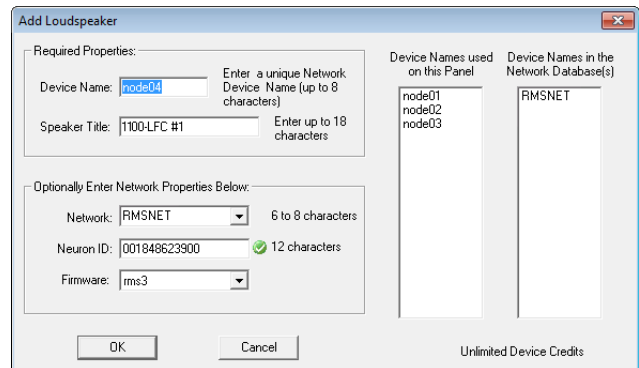 Add Loudspeaker
Required Properties:
Device Name: node04
Enter a unique Network
Device Name (up to 8
characters)
Speaker Title: 1100-LFC #1
Enter up to 18
characters
Optionally Enter Network Properties Below:
Network: RMSNET
6 to 8 characters
Neuron ID: 001848623900
12 characters
Firmware: rms3
OK
Cancel
Device Names used
on this Panel
node01
node02
node03
Device Names in the
Network Database(s)
RMSNET
Unlimited Device Credits